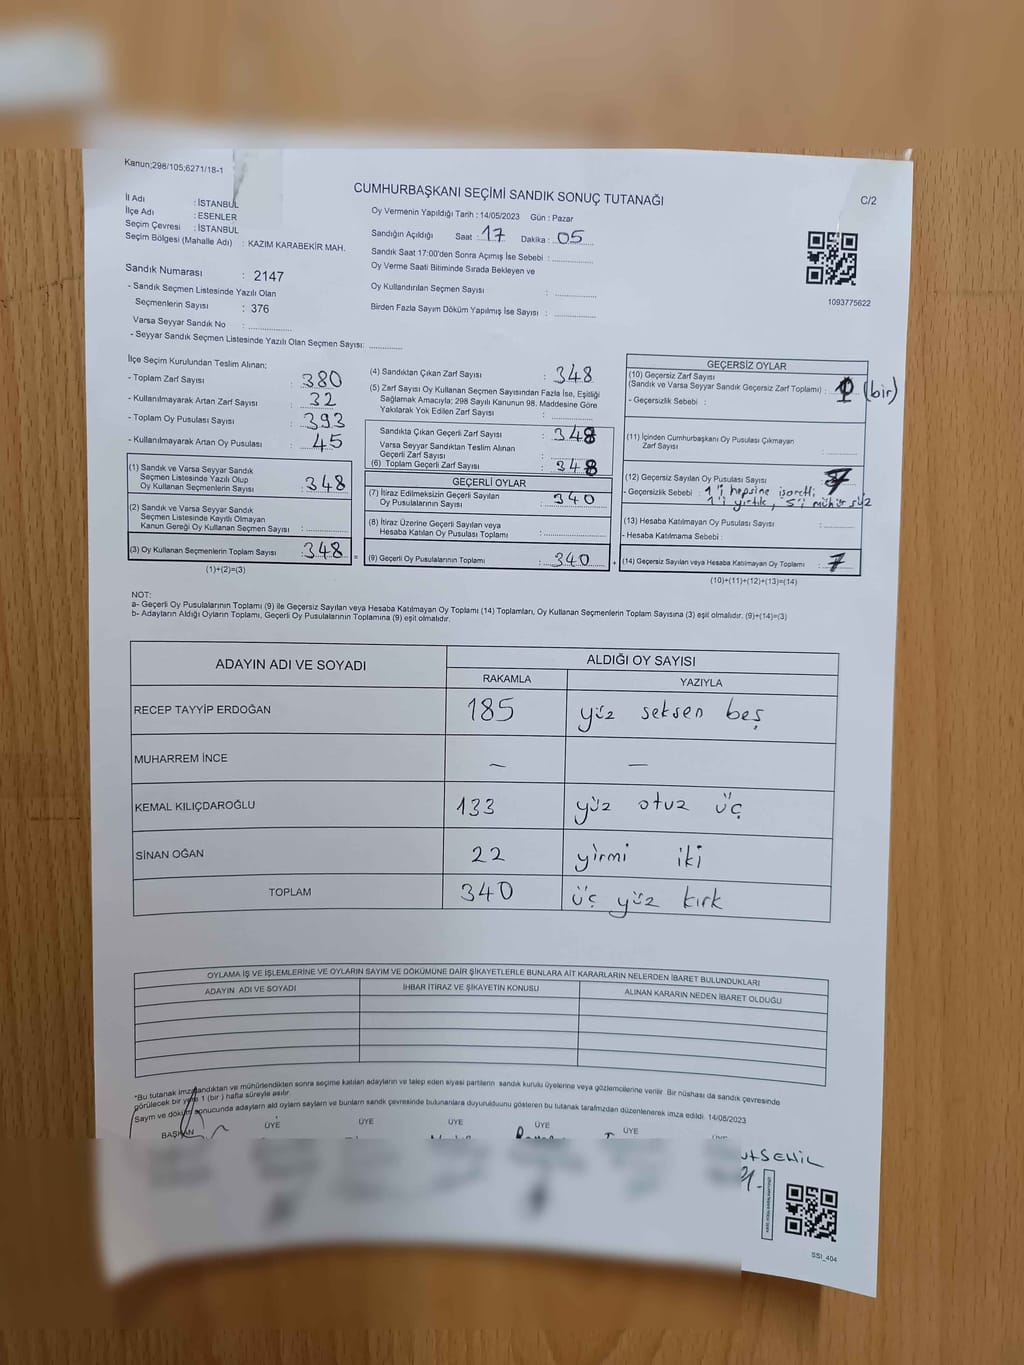 Kanun;298/105;6271/18-1
CUMHURBAŞKANI SEÇİMİ SANDIK SONUÇ TUTANAĞI
C/2
İl Adı : İSTANBUL
İlçe Adı : ESENLER
Seçim Çevresi : İSTANBUL
Seçim Bölgesi (Mahalle Adı) : KAZIM KARABEKİR MAH.
Sandık Numarası : 2147
- Sandık Seçmen Listesinde Yazılı Olan
Seçmenlerin Sayısı : 376
Varsa Seyyar Sandık No :
- Seyyar Sandık Seçmen Listesinde Yazılı Olan Seçmen Sayısı:
Oy Vermenin Yapıldığı Tarih : 14/05/2023 Gün : Pazar
Sandığın Açıldığı Saat : 17 Dakika : 05
Sandık Saat 17:00'den Sonra Açımış İse Sebebi :
Oy Verme Saati Bitiminde Sırada Bekleyen ve
Oy Kullandırılan Seçmen Sayısı :
Birden Fazla Sayım Döküm Yapılmış İse Sayısı :
1093775622
İlçe Seçim Kurulundan Teslim Alınan;
- Toplam Zarf Sayısı : 380
- Kullanılmayarak Artan Zarf Sayısı : 32
- Toplam Oy Pusulası Sayısı : 393
- Kullanılmayarak Artan Oy Pusulası : 45
(1) Sandık ve Varsa Seyyar Sandık
Seçmen Listesinde Yazılı Olup
Oy Kullanan Seçmenlerin Sayısı : 348
(2) Sandık ve Varsa Seyyar Sandık
Seçmen Listesinde Kayıtlı Olmayan
Kanun Gereği Oy Kullanan Seçmen Sayısı :
(3) Oy Kullanan Seçmenlerin Toplam Sayısı : 348
(1)+(2)=(3)
(4) Sandıktan Çıkan Zarf Sayısı : 348
(5) Zarf Sayısı Oy Kullanan Seçmen Sayısından Fazla İse, Eşitliği
Sağlamak Amacıyla; 298 Sayılı Kanunun 98. Maddesine Göre
Yakılarak Yok Edilen Zarf Sayısı :
Sandıkta Çıkan Geçerli Zarf Sayısı : 348
Varsa Seyyar Sandıktan Teslim Alınan
Geçerli Zarf Sayısı :
(6) Toplam Geçerli Zarf Sayısı : 348
GEÇERLİ OYLAR
(7) İtiraz Edilmeksizin Geçerli Sayılan
Oy Pusulalarının Sayısı : 340
(8) İtiraz Üzerine Geçerli Sayılan veya
Hesaba Katılan Oy Pusulası Toplamı :
(9) Geçerli Oy Pusulalarının Toplamı : 340
GEÇERSİZ OYLAR
(10) Geçersiz Zarf Sayısı
(Sandık ve Varsa Seyyar Sandık Geçersiz Zarf Toplamı) : 1 (bir)
- Geçersizlik Sebebi :
(11) İçinden Cumhurbaşkanı Oy Pusulası Çıkmayan
Zarf Sayısı :
(12) Geçersiz Sayılan Oy Pusulası Sayısı : 7
- Geçersizlik Sebebi : 1'i hepsine işaretli
1'i yırtık, 5'i mühürsüz
(13) Hesaba Katılmayan Oy Pusulası Sayısı :
- Hesaba Katılmama Sebebi :
(14) Geçersiz Sayılan veya Hesaba Katılmayan Oy Toplamı : 7
(10)+(11)+(12)+(13)=(14)
NOT:
a- Geçerli Oy Pusulalarının Toplamı (9) ile Geçersiz Sayılan veya Hesaba Katılmayan Oy Toplamı (14) Toplamları, Oy Kullanan Seçmenlerin Toplam Sayısına (3) eşit olmalıdır. (9)+(14)=(3)
b- Adayların Aldığı Oyların Toplamı, Geçerli Oy Pusulalarının Toplamına (9) eşit olmalıdır.
ADAYIN ADI VE SOYADI ALDIĞI OY SAYISI
RAKAMLA YAZIYLA
RECEP TAYYİP ERDOĞAN 185 yüz seksen beş
MUHARREM İNCE – –
KEMAL KILIÇDAROĞLU 133 yüz otuz üç
SİNAN OĞAN 22 yirmi iki
TOPLAM 340 üç yüz kırk
OYLAMA İŞ VE İŞLEMLERİNE VE OYLARIN SAYIM VE DÖKÜMÜNE DAİR ŞİKAYETLERLE BUNLARA AİT KARARLARIN NELERDEN İBARET BULUNDUKLARI
ADAYIN ADI VE SOYADI İHBAR İTİRAZ VE ŞİKAYETİN KONUSU ALINAN KARARIN NEDEN İBARET OLDUĞU
*Bu tutanak imzalandıktan ve mühürlendikten sonra seçime katılan adayların ve talep eden siyasi partilerin sandık kurulu üyelerine veya gözlemcilerine verilir. Bir nüshası da sandık çevresinde
görülecek bir yere 1 (bir ) hafta süreyle asılır.
Sayım ve döküm sonucunda adayların ald oyların sayları ve bunların sandık çevresinde bulunanlara duyurulduğunu gösteren bu tutanak tarafımızdan düzenlenerek imza edildi. 14/05/2023
BAŞKAN ÜYE ÜYE ÜYE ÜYE ÜYE ÜYE
SSI_404